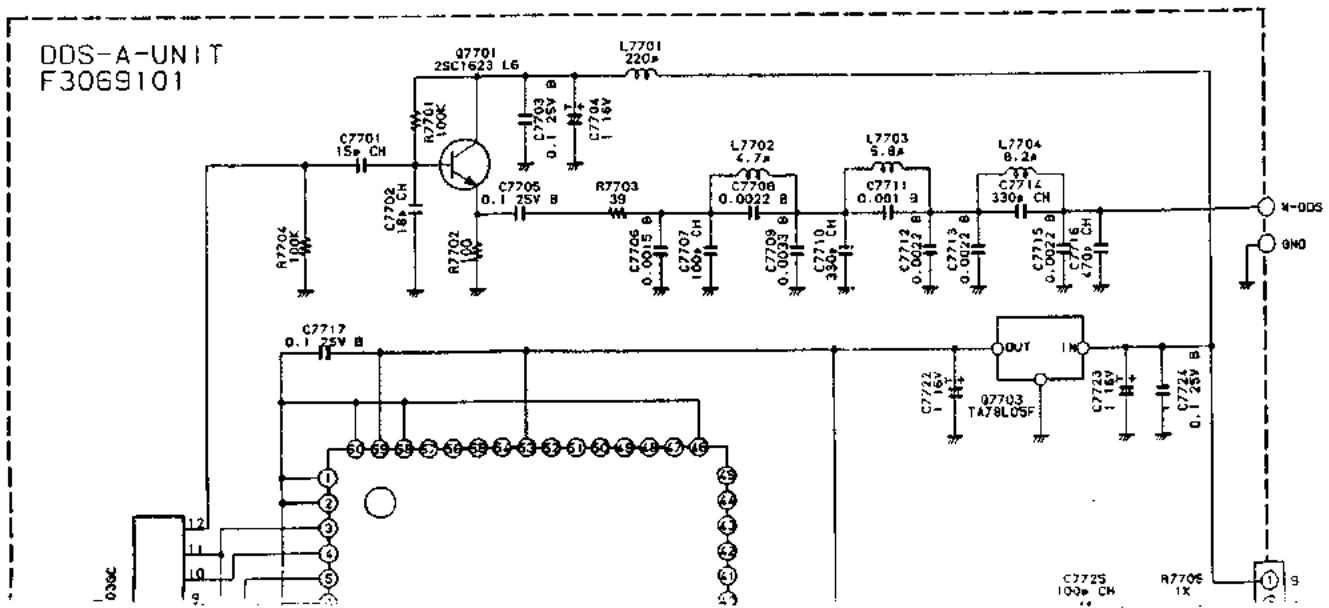 DDS-A-UNIT
F3069101
Q7701
2SC1623 L6
L7701
220μ
R7701
100K
C7703
0.1 25V B
C7704
1 16V
C7701
15p CH
C7702
18p CH
R7704
100K
R7702
100
C7705
0.1 25V B
R7703
39
C7706
0.0015 B
C7707
100p CH
L7702
4.7μ
C7708
0.0022 B
C7709
0.0033 B
C7710
330p CH
L7703
6.8μ
C7711
0.001 B
C7712
0.0022 B
C7713
0.0022 B
L7704
8.2μ
C7714
330p CH
C7715
0.0022 B
C7716
470p CH
M-DDS
GND
C7717
0.1 25V B
C7722
1 16V
OUT
IN
Q7703
TA78L05F
C7723
1 16V
C7724
0.1 25V B
60 59 58 57 56 55 54 53 52 51 50 49 48 47 46
1
2
3
4
5
45
44
43
42
41
12
11
10
9
03GC
C7725
100p CH
R7705
1X
1
9